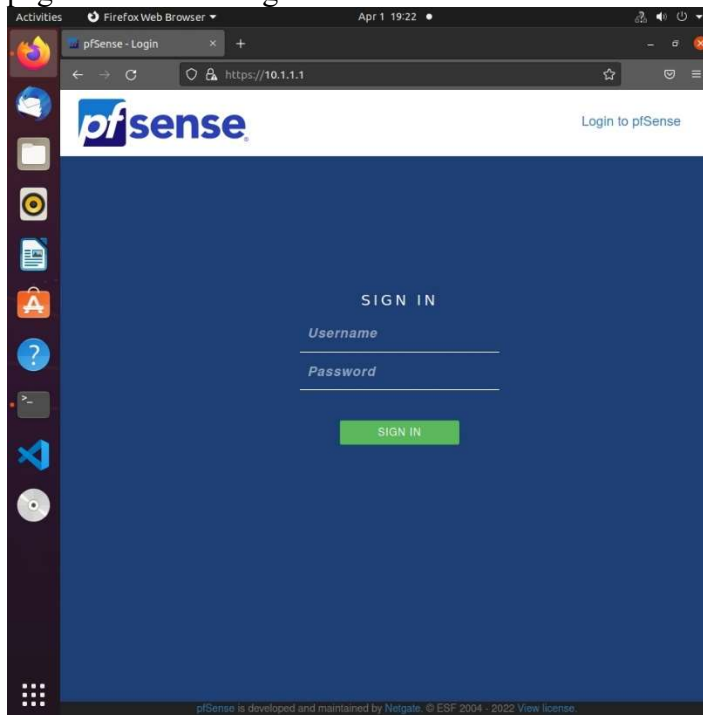 Activities Firefox Web Browser Apr 1 19:22
pfSense - Login
https://10.1.1.1
pfsense
Login to pfSense
SIGN IN
Username
Password
SIGN IN
pfSense is developed and maintained by Netgate. © ESF 2004 - 2022 View license.